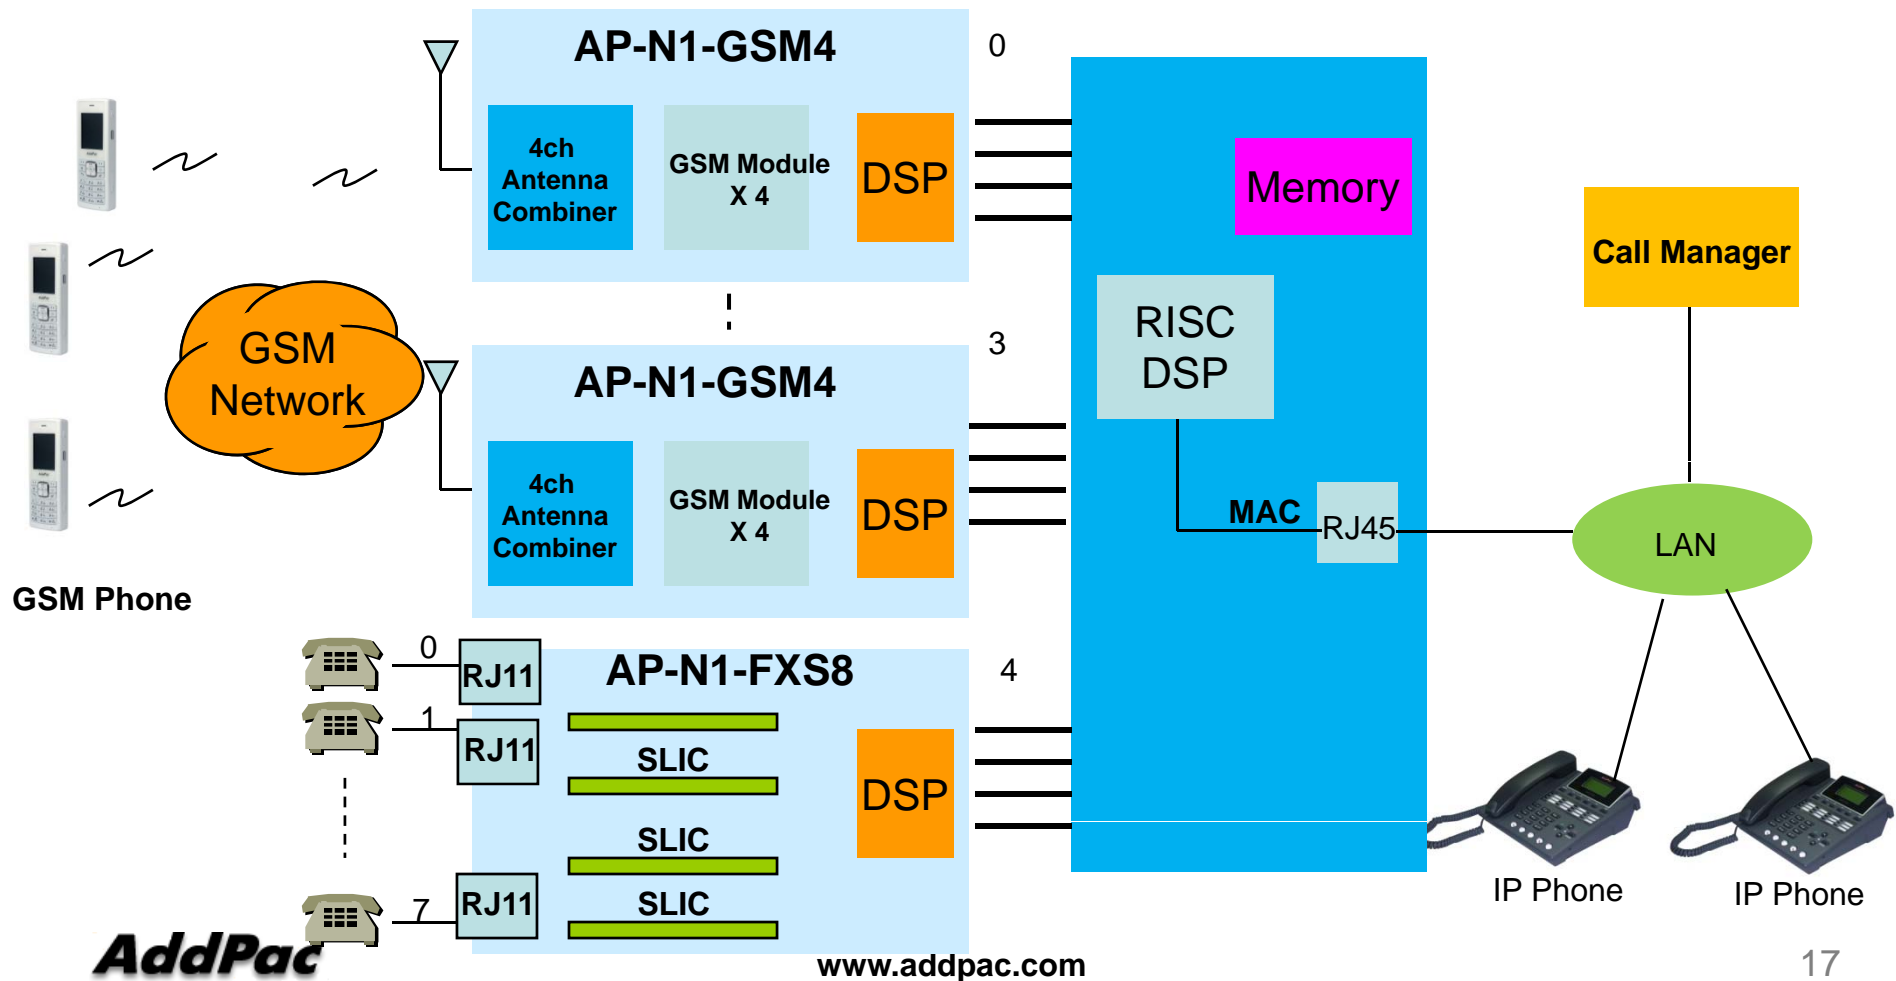 AP-N1-GSM4
0
4ch
Antenna
Combiner
GSM Module
X 4
DSP
Memory
Call Manager
RISC
DSP
GSM
Network
3
AP-N1-GSM4
4ch
Antenna
Combiner
GSM Module
X 4
DSP
MAC
RJ45
LAN
GSM Phone
0
RJ11
AP-N1-FXS8
4
1
RJ11
SLIC
DSP
SLIC
7
RJ11
SLIC
IP Phone
IP Phone
AddPac
www.addpac.com
17